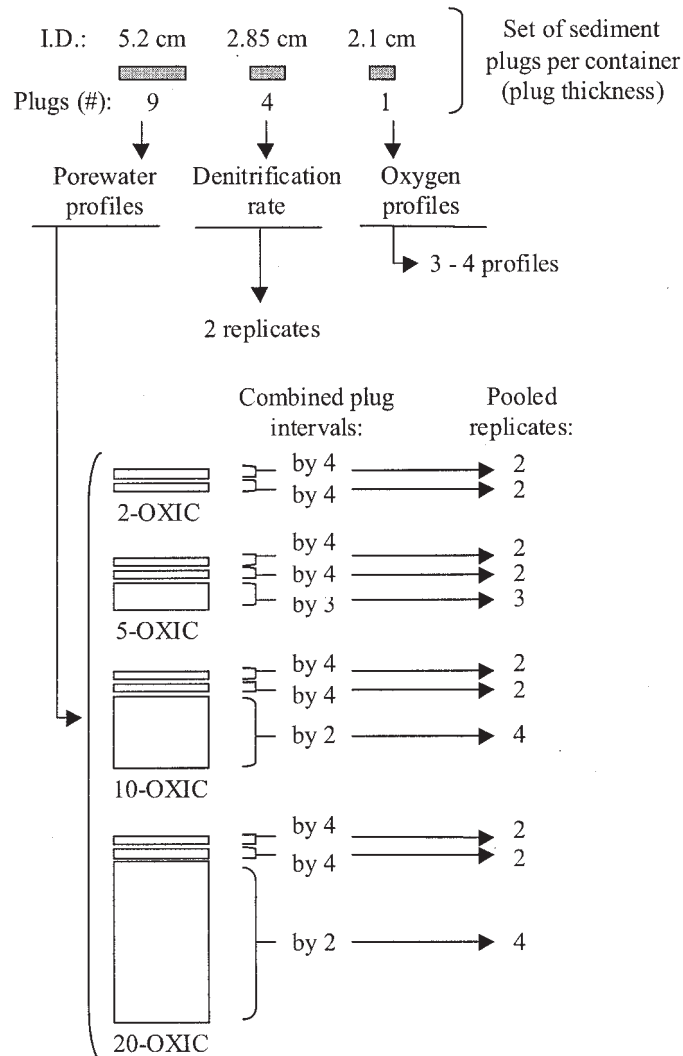 I.D.: 5.2 cm 2.85 cm 2.1 cm
Set of sediment
plugs per container
(plug thickness)
Plugs (#): 9 4 1
Porewater
profiles
Denitrification
rate
Oxygen
profiles
3 - 4 profiles
2 replicates
Combined plug
intervals:
Pooled
replicates:
by 4 2
by 4 2
2-OXIC
by 4 2
by 4 2
by 3 3
5-OXIC
by 4 2
by 4 2
by 2 4
10-OXIC
by 4 2
by 4 2
by 2 4
20-OXIC